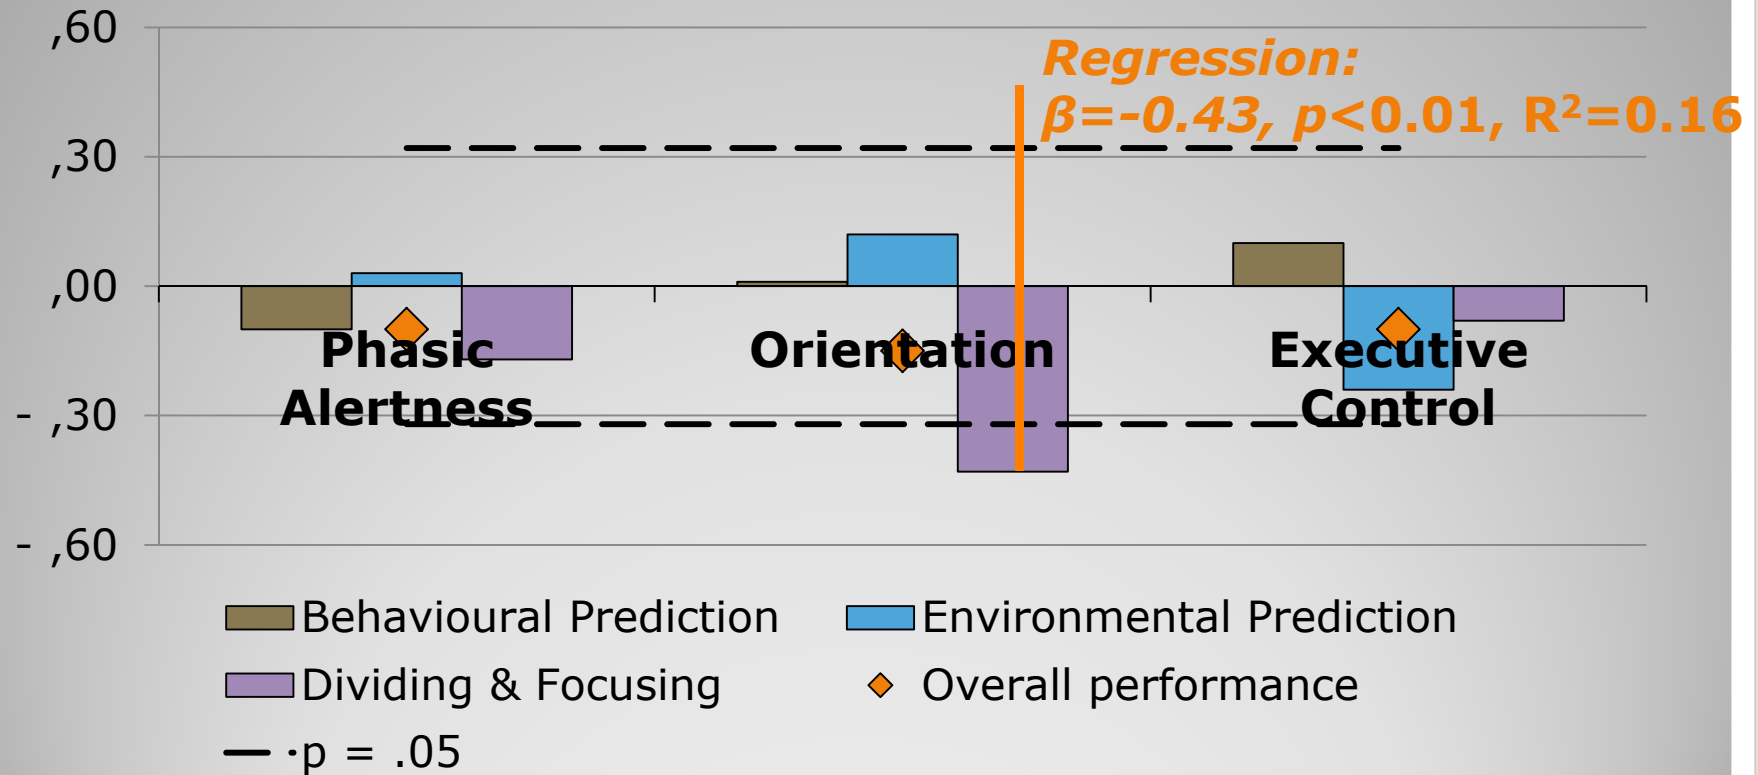 ,60
Regression:
β=-0.43, p<0.01, R²=0.16
,30
,00
Phasic
Alertness
Orientation
Executive
Control
- ,30
- ,60
Behavioural Prediction
Environmental Prediction
Dividing & Focusing
Overall performance
p = .05